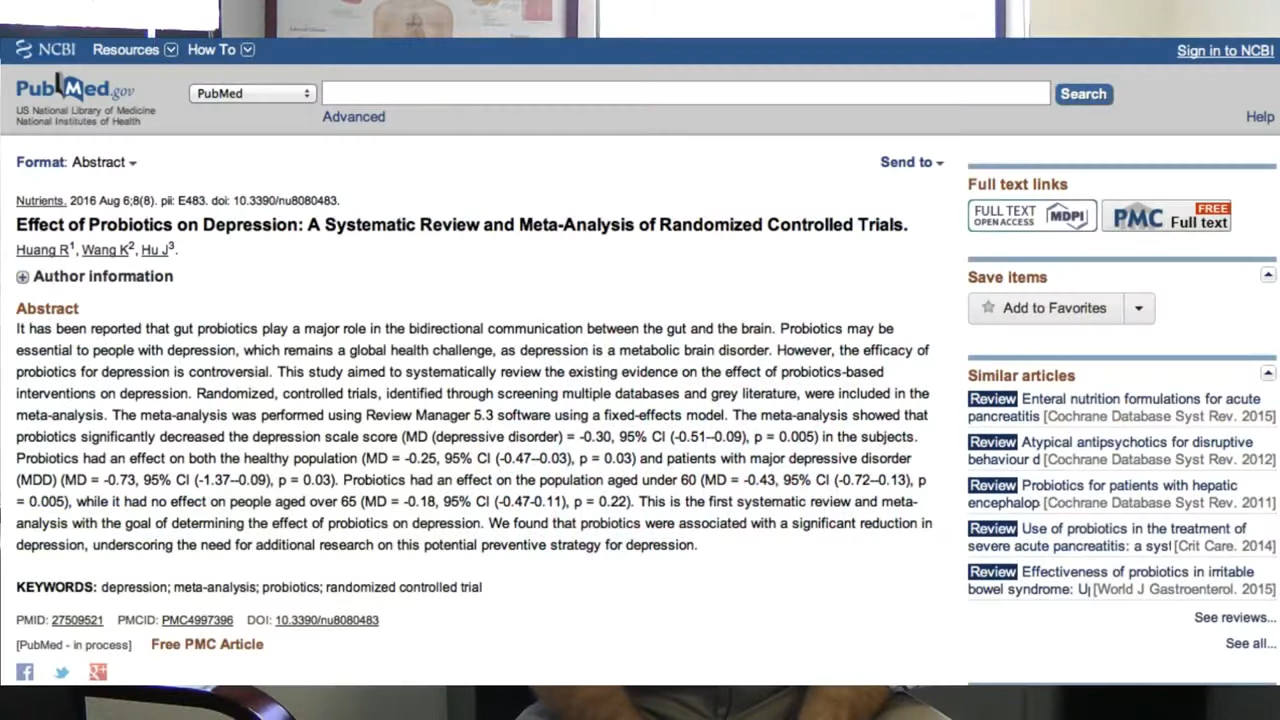 NCBI Resources How To Sign in to NCBI
PubMed.gov
US National Library of Medicine
National Institutes of Health
PubMed
Search
Advanced
Help
Format: Abstract
Send to
Nutrients. 2016 Aug 6;8(8). pii: E483. doi: 10.3390/nu8080483.
Effect of Probiotics on Depression: A Systematic Review and Meta-Analysis of Randomized Controlled Trials.
Huang R1, Wang K2, Hu J3.
Author information
Abstract
It has been reported that gut probiotics play a major role in the bidirectional communication between the gut and the brain. Probiotics may be
essential to people with depression, which remains a global health challenge, as depression is a metabolic brain disorder. However, the efficacy of
probiotics for depression is controversial. This study aimed to systematically review the existing evidence on the effect of probiotics-based
interventions on depression. Randomized, controlled trials, identified through screening multiple databases and grey literature, were included in the
meta-analysis. The meta-analysis was performed using Review Manager 5.3 software using a fixed-effects model. The meta-analysis showed that
probiotics significantly decreased the depression scale score (MD (depressive disorder) = -0.30, 95% CI (-0.51--0.09), p = 0.005) in the subjects.
Probiotics had an effect on both the healthy population (MD = -0.25, 95% CI (-0.47--0.03), p = 0.03) and patients with major depressive disorder
(MDD) (MD = -0.73, 95% CI (-1.37--0.09), p = 0.03). Probiotics had an effect on the population aged under 60 (MD = -0.43, 95% CI (-0.72--0.13), p
= 0.005), while it had no effect on people aged over 65 (MD = -0.18, 95% CI (-0.47-0.11), p = 0.22). This is the first systematic review and meta-
analysis with the goal of determining the effect of probiotics on depression. We found that probiotics were associated with a significant reduction in
depression, underscoring the need for additional research on this potential preventive strategy for depression.
KEYWORDS: depression; meta-analysis; probiotics; randomized controlled trial
PMID: 27509521 PMCID: PMC4997396 DOI: 10.3390/nu8080483
[PubMed - in process] Free PMC Article
Full text links
FULL TEXT
OPEN ACCESS
MDPI
PMC FREE
Full text
Save items
Add to Favorites
Similar articles
Review Enteral nutrition formulations for acute
pancreatitis [Cochrane Database Syst Rev. 2015]
Review Atypical antipsychotics for disruptive
behaviour d [Cochrane Database Syst Rev. 2012]
Review Probiotics for patients with hepatic
encephalop [Cochrane Database Syst Rev. 2011]
Review Use of probiotics in the treatment of
severe acute pancreatitis: a sys [Crit Care. 2014]
Review Effectiveness of probiotics in irritable
bowel syndrome: U [World J Gastroenterol. 2015]
See reviews...
See all...